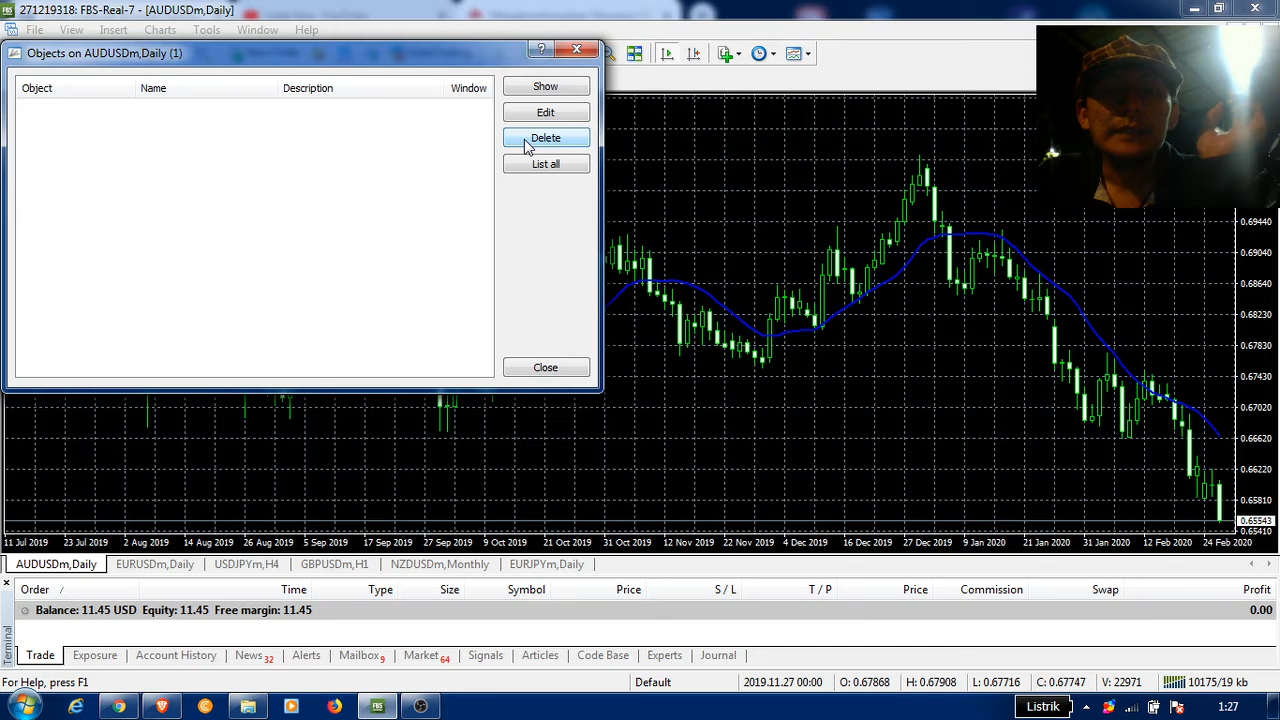 271219318: FBS-Real-7 - [AUDUSDm,Daily]
File View Insert Charts Tools Window Help
Objects on AUDUSDm,Daily (1)
Object Name Description Window
Show
Edit
Delete
List all
Close
0.69440
0.69040
0.68640
0.68230
0.67830
0.67430
0.67020
0.66620
0.66220
0.65810
0.65543
0.65410
11 Jul 2019 23 Jul 2019 2 Aug 2019 14 Aug 2019 26 Aug 2019 5 Sep 2019 17 Sep 2019 27 Sep 2019 9 Oct 2019 21 Oct 2019 31 Oct 2019 12 Nov 2019 22 Nov 2019 4 Dec 2019 16 Dec 2019 27 Dec 2019 9 Jan 2020 21 Jan 2020 31 Jan 2020 12 Feb 2020 24 Feb 2020
AUDUSDm,Daily EURUSDm,Daily USDJPYm,H4 GBPUSDm,H1 NZDUSDm,Monthly EURJPYm,Daily
Order / Time Type Size Symbol Price S / L T / P Price Commission Swap Profit
Balance: 11.45 USD Equity: 11.45 Free margin: 11.45 0.00
Terminal
Trade Exposure Account History News 32 Alerts Mailbox 9 Market 64 Signals Articles Code Base Experts Journal
For Help, press F1 Default 2019.11.27 00:00 O: 0.67868 H: 0.67908 L: 0.67716 C: 0.67747 V: 22971 10175/19 kb
FBS
Listrik
1:27